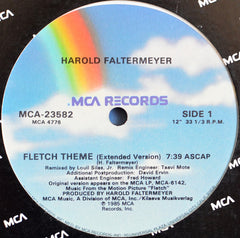 HAROLD FALTERMEYER
MCA RECORDS
MCA-23582
MCA 4776
SIDE 1
12" 33 1/3 R.P.M.
FLETCH THEME (Extended Version) 7:39 ASCAP
(H. Faltermeyer)
Remixed by Louil Silas, Jr. Remix Engineer: Taavi Mote
Additional Postproduction: David Ervin
Assistant Engineer: Fred Howard
Original version appears on the MCA LP, MCA-6142,
Music From the Motion Picture "Fletch"
Produced by HAROLD FALTERMEYER
MCA Music, A Division of MCA, Inc./Kilauea Musikverlag
℗ 1985 MCA
Records, Inc.
MCA
MCA
MCA